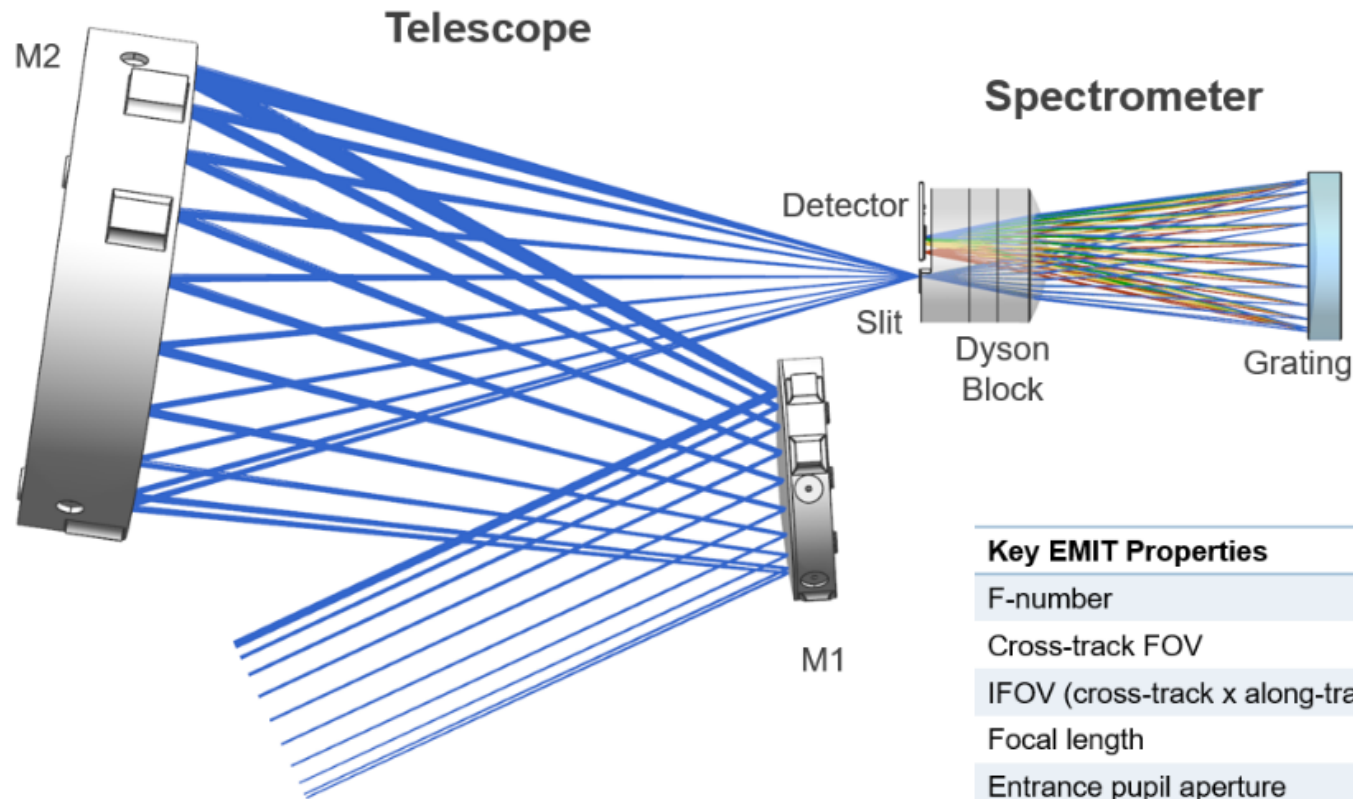 Telescope
M2
Spectrometer
Detector
Slit
Dyson
Block
Grating
M1
Key EMIT Properties
F-number
Cross-track FOV
IFOV (cross-track x along-tra
Focal length
Entrance pupil aperture